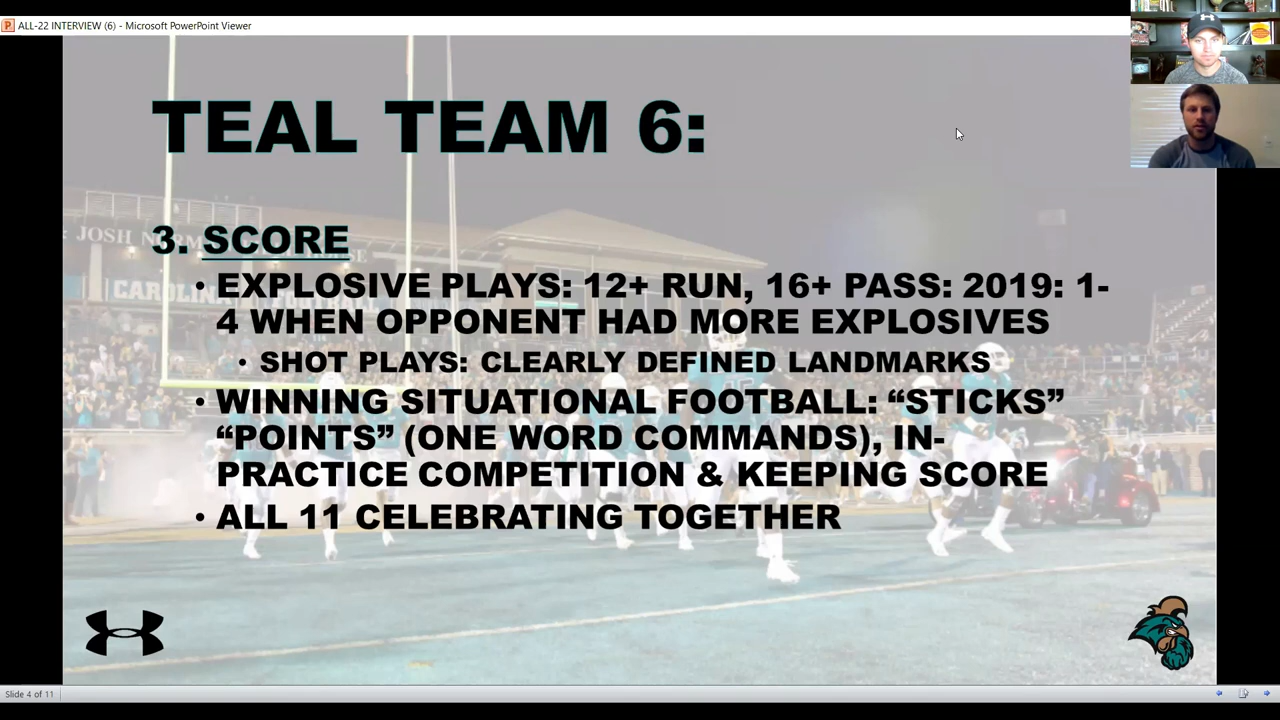 ALL-22 INTERVIEW (6) - Microsoft PowerPoint Viewer
TEAL TEAM 6:
JOSH
3. SCORE
• EXPLOSIVE PLAYS: 12+ RUN, 16+ PASS: 2019: 1-
4 WHEN OPPONENT HAD MORE EXPLOSIVES
CAROLINA
• SHOT PLAYS: CLEARLY DEFINED LANDMARKS
• WINNING SITUATIONAL FOOTBALL: “STICKS”
“POINTS” (ONE WORD COMMANDS), IN-
PRACTICE COMPETITION & KEEPING SCORE
• ALL 11 CELEBRATING TOGETHER
Slide 4 of 11